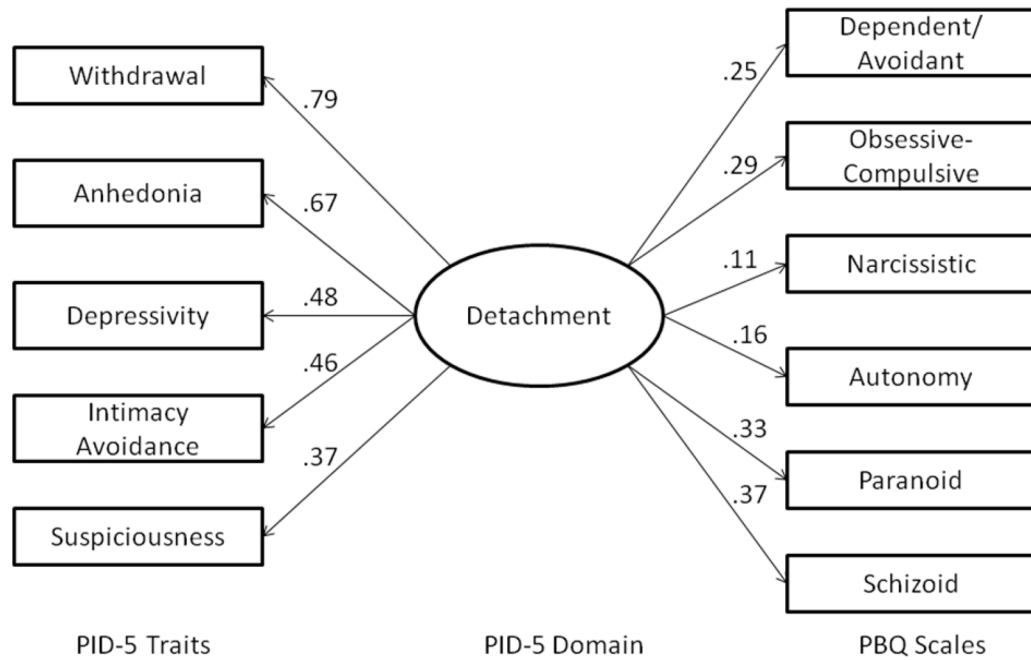 Withdrawal
Anhedonia
Depressivity
Intimacy
Avoidance
Suspiciousness
.79
.67
.48
.46
.37
Detachment
.25
.29
.11
.16
.33
.37
Dependent/
Avoidant
Obsessive-
Compulsive
Narcissistic
Autonomy
Paranoid
Schizoid
PID-5 Traits
PID-5 Domain
PBQ Scales